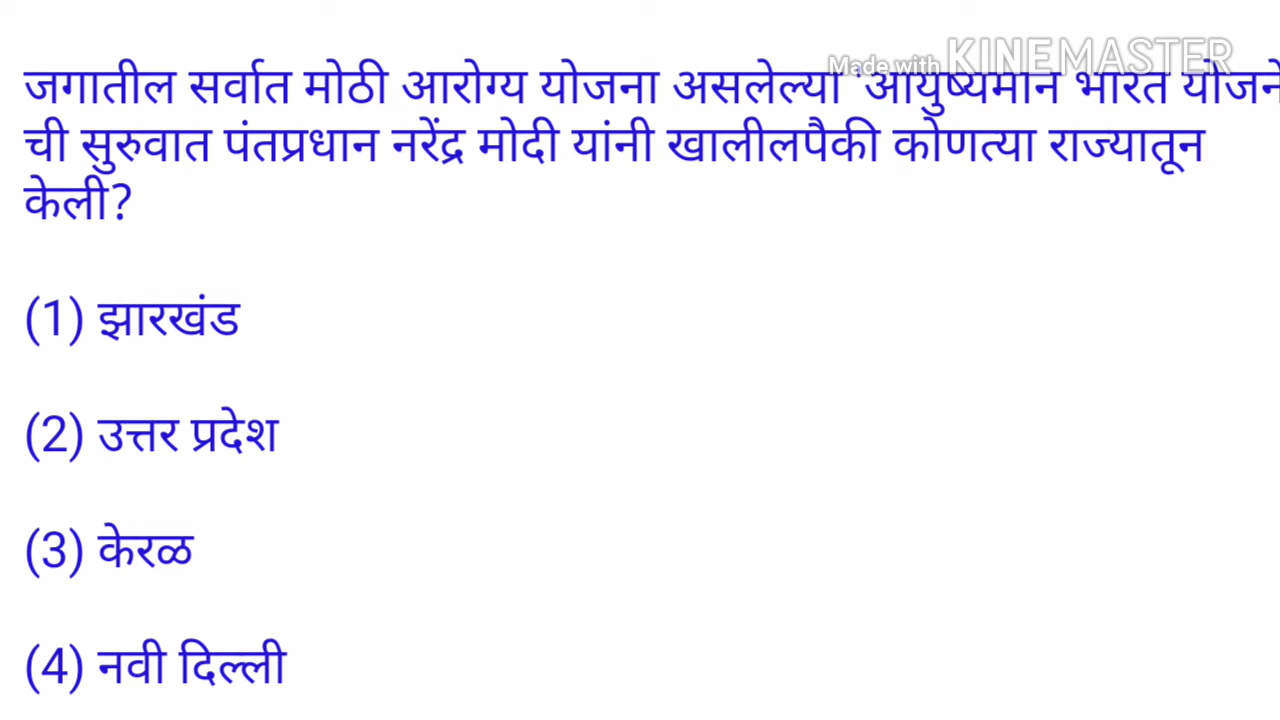 Made with KINEMASTER
जगातील सर्वात मोठी आरोग्य योजना असलेल्या 'आयुष्यमान भारत योजने
ची सुरुवात पंतप्रधान नरेंद्र मोदी यांनी खालीलपैकी कोणत्या राज्यातून
केली?
(1) झारखंड
(2) उत्तर प्रदेश
(3) केरळ
(4) नवी दिल्ली